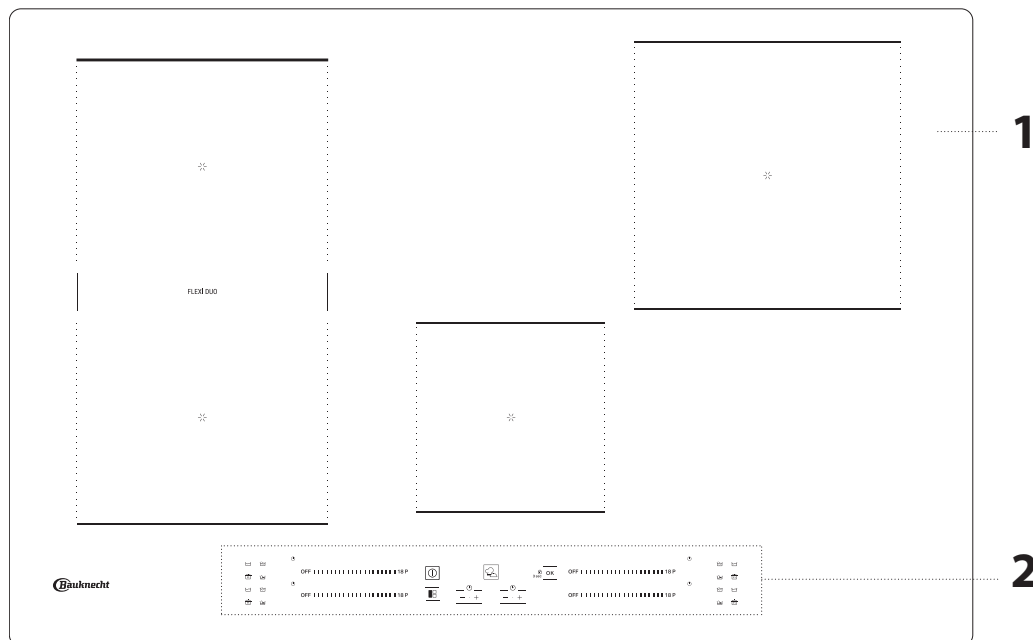 1
FLEXI DUO
OFF 18 P OFF 18 P
OK
OFF 18 P OFF 18 P
− + − +
Bauknecht
2